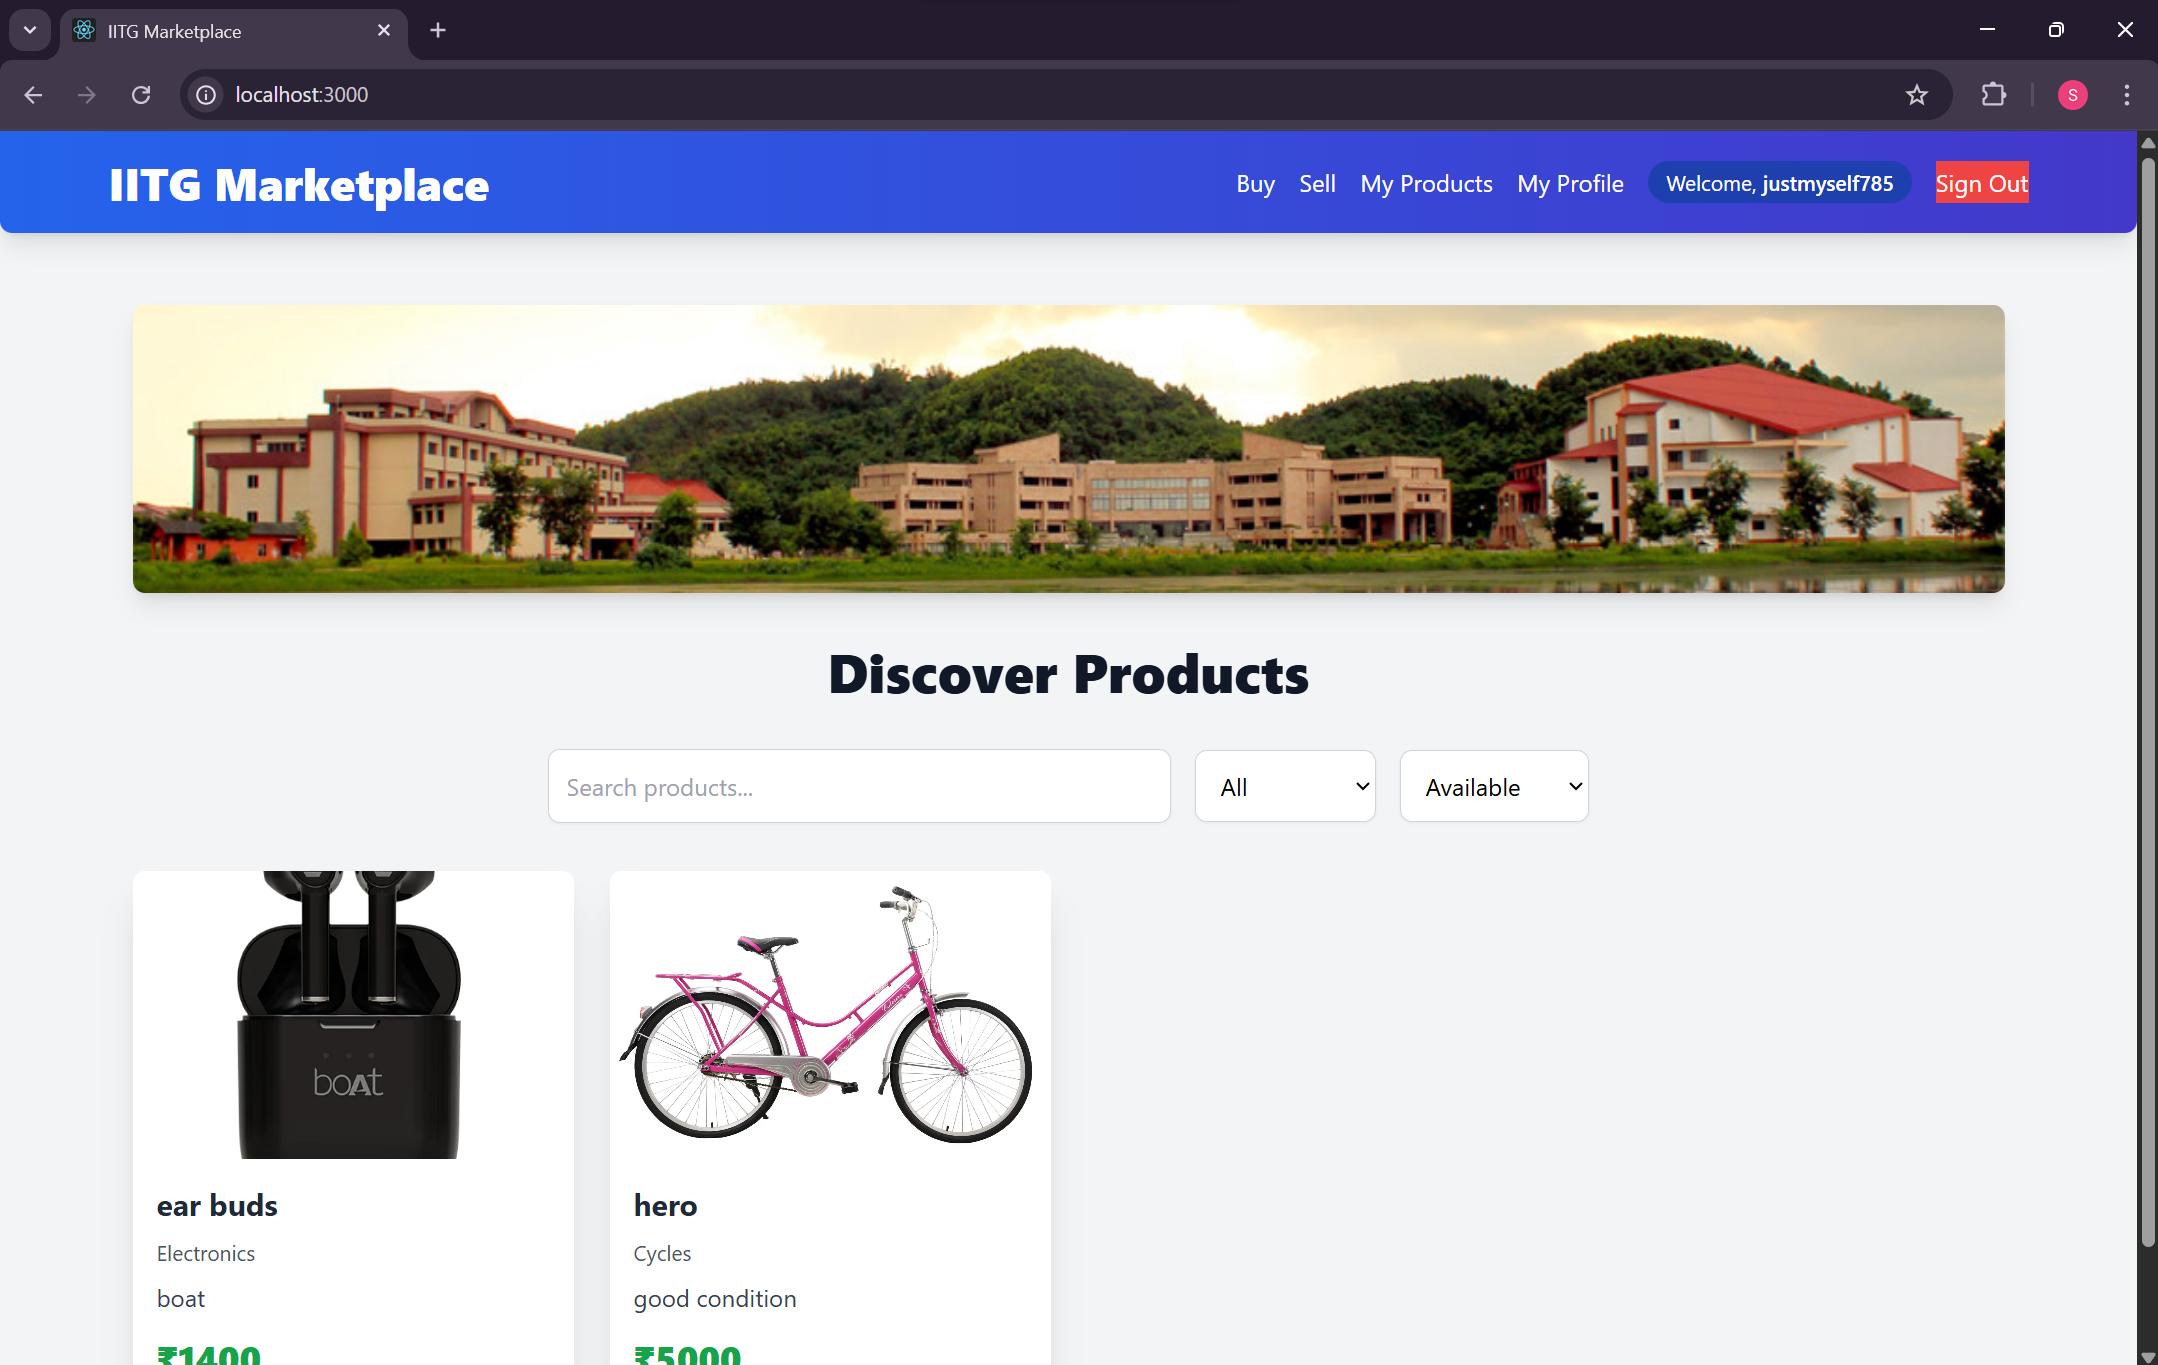 IITG Marketplace
localhost:3000
S
IITG Marketplace
Buy Sell My Products My Profile Welcome, justmyself785 Sign Out
Discover Products
Search products... All Available
boAt
ear buds
Electronics
boat
₹1400
hero
Cycles
good condition
₹5000